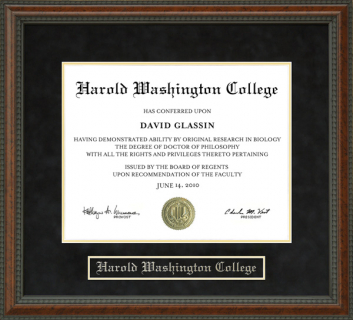 Harold Washington College
HAS CONFERRED UPON
DAVID GLASSIN
HAVING DEMONSTRATED ABILITY BY ORIGINAL RESEARCH IN BIOLOGY
THE DEGREE OF DOCTOR OF PHILOSOPHY
WITH ALL THE RIGHTS AND PRIVILEGES THERETO PERTAINING
ISSUED BY THE BOARD OF REGENTS
UPON RECOMMENDATION OF THE FACULTY
JUNE 14, 2010
PROVOST
PRESIDENT
Harold Washington College